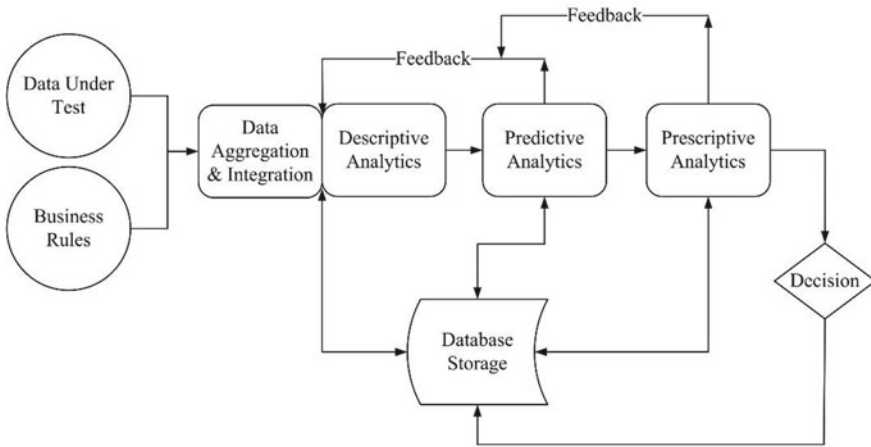 Feedback
Feedback
Data Under
Test
Data
Aggregation
& Integration
Descriptive
Analytics
Predictive
Analytics
Prescriptive
Analytics
Business
Rules
Decision
Database
Storage